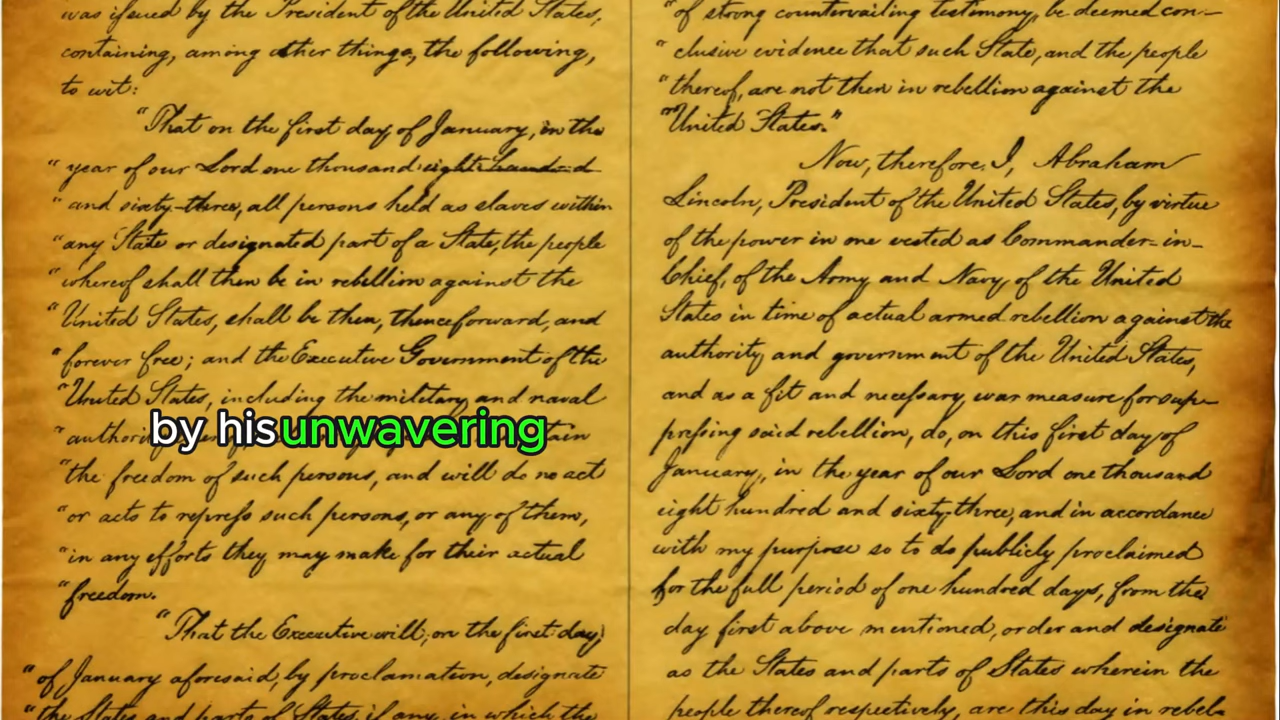 was issued by the President of the United States,
containing, among other things, the following,
to wit:
"That on the first day of January, in the
" year of our Lord one thousand eight hundred
" and sixty-three, all persons held as slaves within
" any State or designated part of a State, the people
" whereof shall then be in rebellion against the
" United States, shall be then, thenceforward, and
" forever free; and the Executive Government of the
" United States, including the military and naval
by his unwavering
" the freedom of such persons, and will do no act
" or acts to repress such persons, or any of them,
" in any efforts they may make for their actual
" freedom.
"That the Executive will, on the first day
" of January aforesaid, by proclamation, designate
" the States and parts of States, if any, in which the
" of strong countervailing testimony, be deemed con-
" clusive evidence that such State, and the people
" thereof, are not then in rebellion against the
" United States."
Now, therefore I, Abraham
Lincoln, President of the United States, by virtue
of the power in me vested as Commander-in-
Chief, of the Army and Navy of the United
States in time of actual armed rebellion against the
authority and government of the United States,
and as a fit and necessary war measure for sup-
pressing said rebellion, do, on this first day of
January, in the year of our Lord one thousand
eight hundred and sixty-three, and in accordance
with my purpose so to do publicly proclaimed
for the full period of one hundred days, from the
day first above mentioned, order and designate
as the States and parts of States wherein the
people thereof respectively, are this day in rebel-